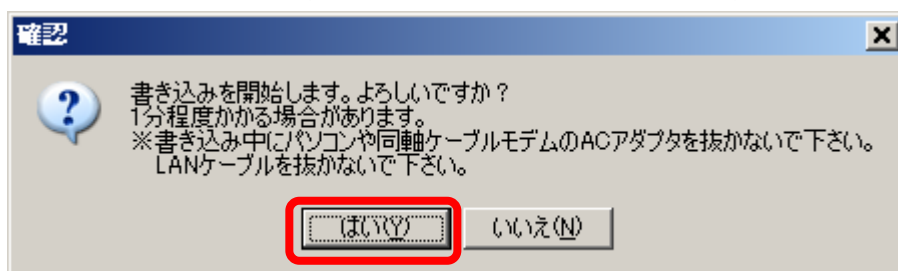 確認
書き込みを開始します。よろしいですか？
1分程度かかる場合があります。
※書き込み中にパソコンや同軸ケーブルモデムのACアダプタを抜かないで下さい。
LANケーブルを抜かないで下さい。
はい(Y) いいえ(N)